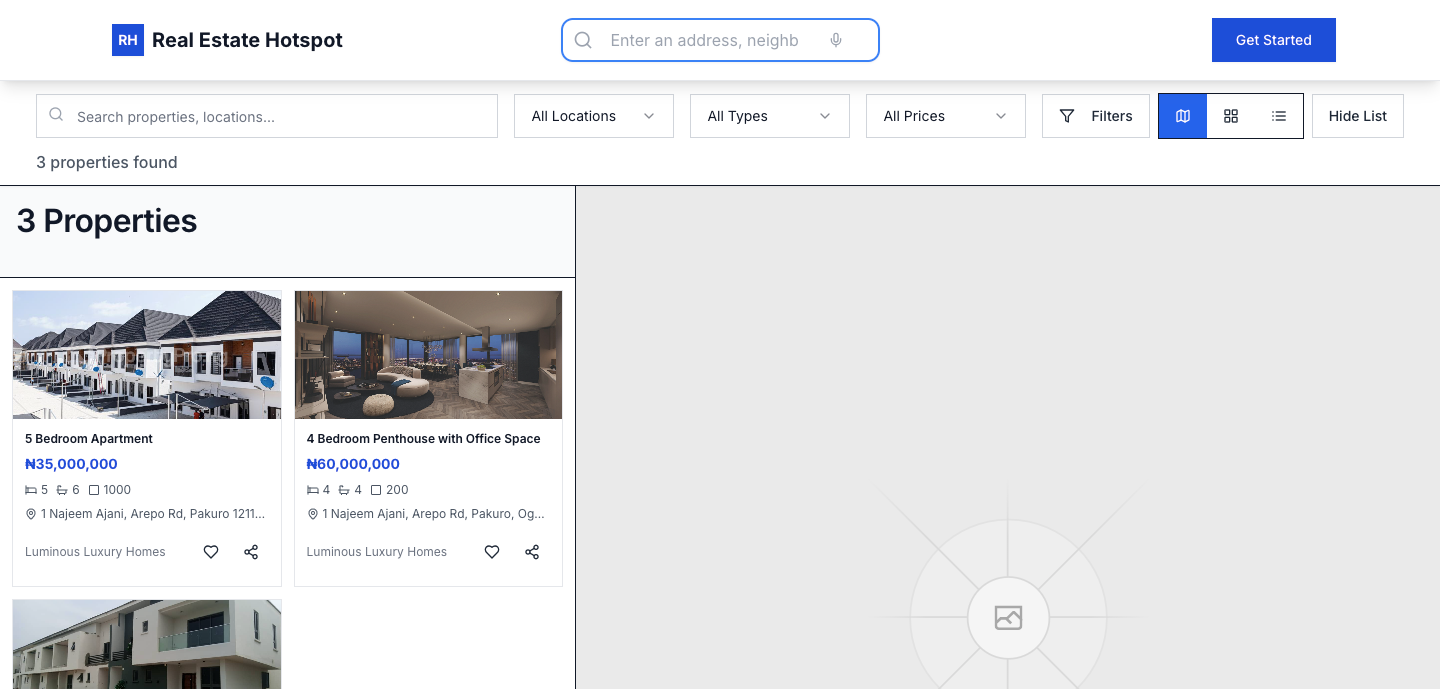 RH Real Estate Hotspot
Enter an address, neighb
Get Started
Search properties, locations...
All Locations
All Types
All Prices
Filters
Hide List
3 properties found
3 Properties
5 Bedroom Apartment
₦35,000,000
5 6 1000
1 Najeem Ajani, Arepo Rd, Pakuro 1211...
Luminous Luxury Homes
4 Bedroom Penthouse with Office Space
₦60,000,000
4 4 200
1 Najeem Ajani, Arepo Rd, Pakuro, Og...
Luminous Luxury Homes